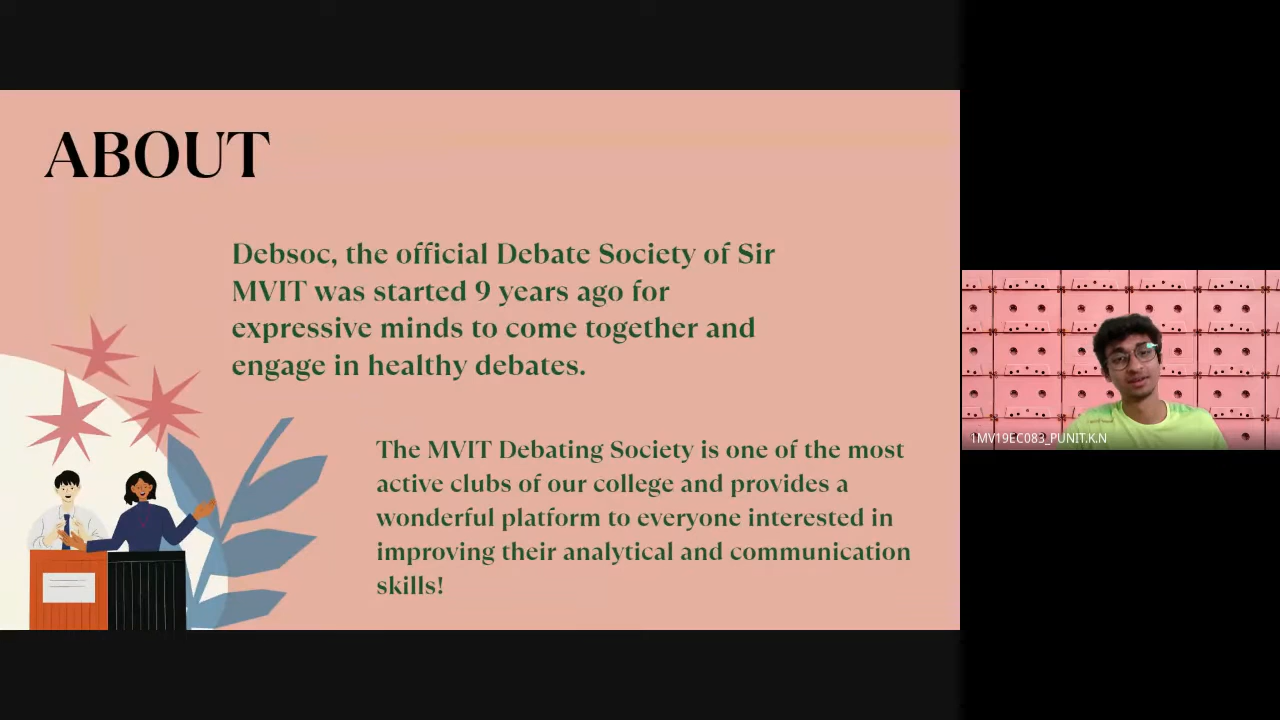 ABOUT
Debsoc, the official Debate Society of Sir
MVIT was started 9 years ago for
expressive minds to come together and
engage in healthy debates.
The MVIT Debating Society is one of the most
active clubs of our college and provides a
wonderful platform to everyone interested in
improving their analytical and communication
skills!
1MV19EC083_PUNIT.K.N